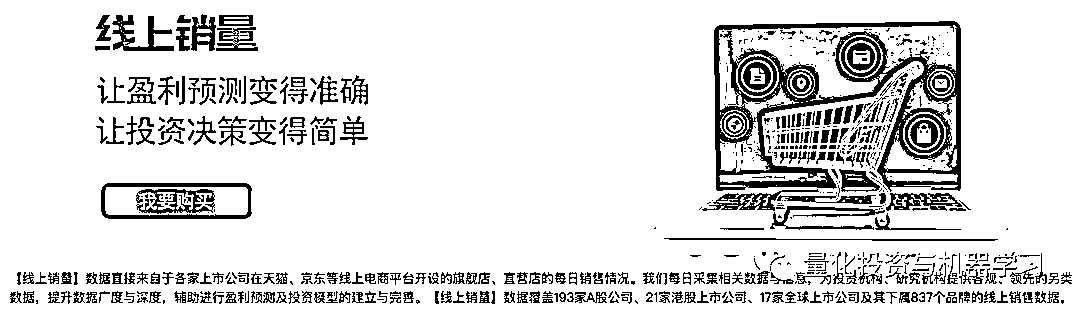 线上销量
让盈利预测变得准确
让投资决策变得简单
我要购买
量化投资与机器学习
【线上销量】数据直接来自于各家上市公司在天猫、京东等线上电商平台开设的旗舰店、直营店的每日销售情况。我们每日采集相关数据与信息，为投资机构、研究机构提供客观、领先的另类
数据，提升数据广度与深度，辅助进行盈利预测及投资模型的建立与完善。【线上销量】数据覆盖193家A股公司、21家港股上市公司、17家全球上市公司及其下属837个品牌的线上销售数据。